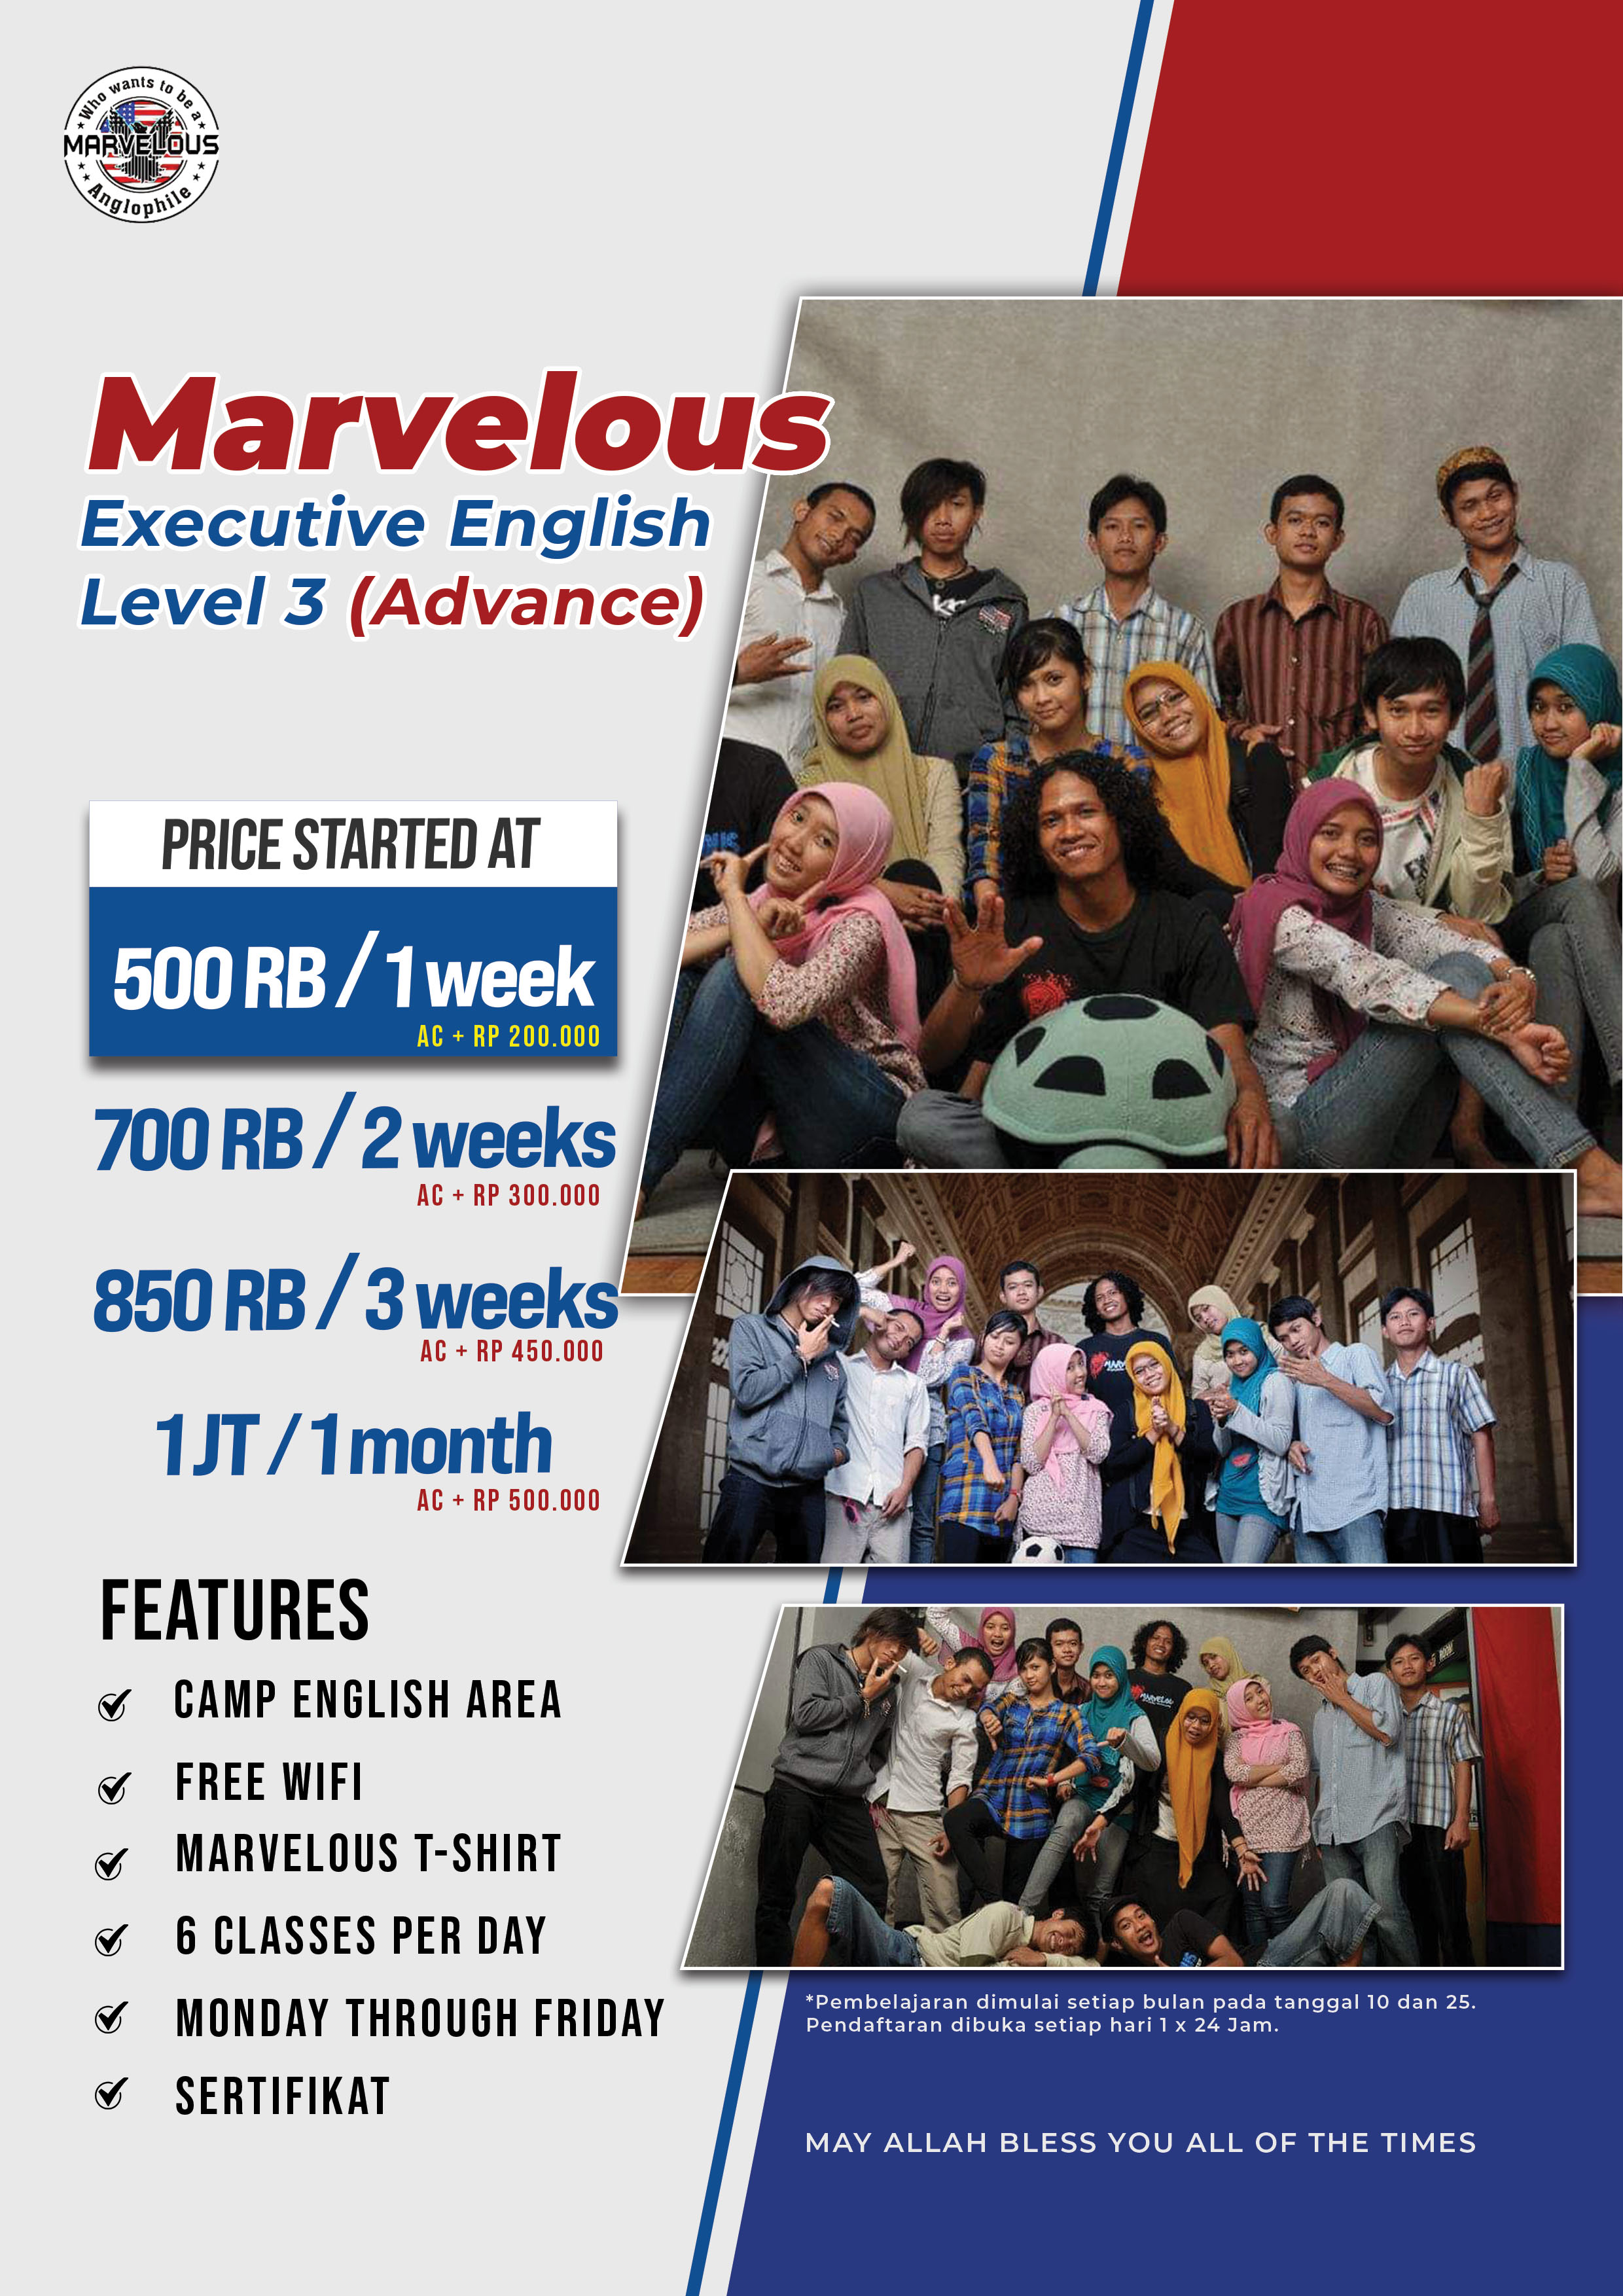 Who wants to be a
MARVELOUS
Anglophile
Marvelous
Executive English
Level 3 (Advance)
PRICE STARTED AT
500 RB / 1 week
AC + RP 200.000
700 RB / 2 weeks
AC + RP 300.000
850 RB / 3 weeks
AC + RP 450.000
1 JT / 1 month
AC + RP 500.000
FEATURES
CAMP ENGLISH AREA
FREE WIFI
MARVELOUS T-SHIRT
6 CLASSES PER DAY
MONDAY THROUGH FRIDAY
SERTIFIKAT
*Pembelajaran dimulai setiap bulan pada tanggal 10 dan 25.
Pendaftaran dibuka setiap hari 1 x 24 Jam.
MAY ALLAH BLESS YOU ALL OF THE TIMES